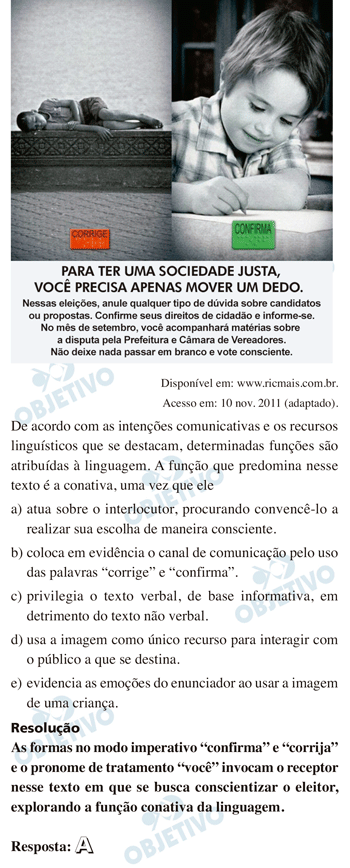 CORRIGE
CONFIRMA
PARA TER UMA SOCIEDADE JUSTA,
VOCÊ PRECISA APENAS MOVER UM DEDO.
Nessas eleições, anule qualquer tipo de dúvida sobre candidatos
ou propostas. Confirme seus direitos de cidadão e informe-se.
No mês de setembro, você acompanhará matérias sobre
a disputa pela Prefeitura e Câmara de Vereadores.
Não deixe nada passar em branco e vote consciente.
OBJETIVO
Disponível em: www.ricmais.com.br.
Acesso em: 10 nov. 2011 (adaptado).
De acordo com as intenções comunicativas e os recursos
linguísticos que se destacam, determinadas funções são
atribuídas à linguagem. A função que predomina nesse
texto é a conativa, uma vez que ele
OBJETIVO
a) atua sobre o interlocutor, procurando convencê-lo a
realizar sua escolha de maneira consciente.
b) coloca em evidência o canal de comunicação pelo uso
das palavras “corrige” e “confirma”.
OBJETIVO
c) privilegia o texto verbal, de base informativa, em
detrimento do texto não verbal.
d) usa a imagem como único recurso para interagir com
o público a que se destina.
e) evidencia as emoções do enunciador ao usar a imagem
de uma criança.
OBJETIVO
Resolução
As formas no modo imperativo “confirma” e “corrija”
e o pronome de tratamento “você” invocam o receptor
nesse texto em que se busca conscientizar o eleitor,
explorando a função conativa da linguagem.
OBJETIVO
Resposta: A